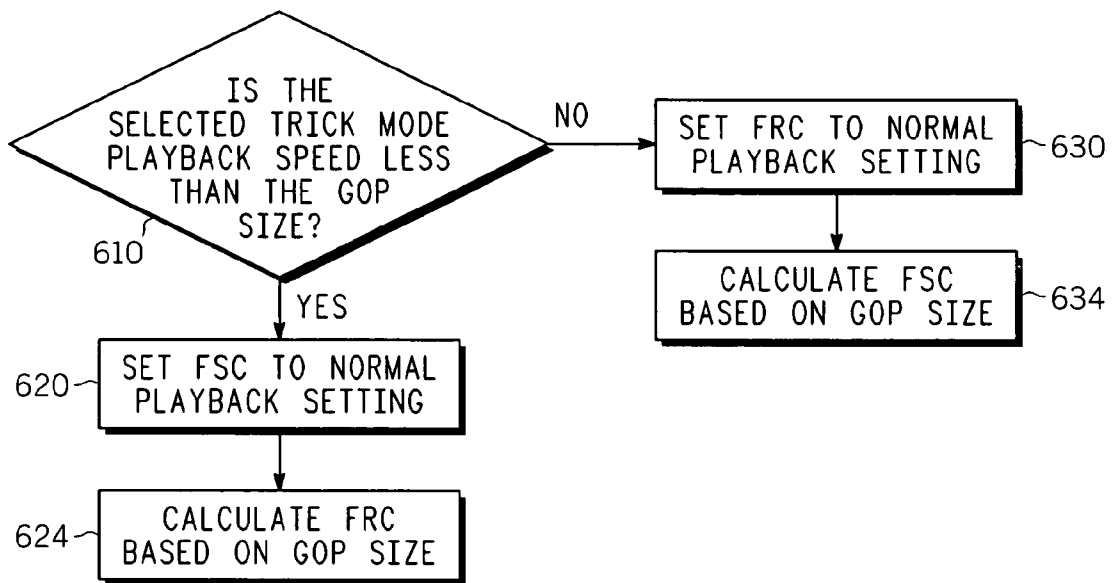 IS THE
SELECTED TRICK MODE
PLAYBACK SPEED LESS
THAN THE GOP
SIZE?
610
NO
SET FRC TO NORMAL
PLAYBACK SETTING
630
CALCULATE FSC
BASED ON GOP SIZE
634
YES
SET FSC TO NORMAL
PLAYBACK SETTING
620
CALCULATE FRC
BASED ON GOP SIZE
624